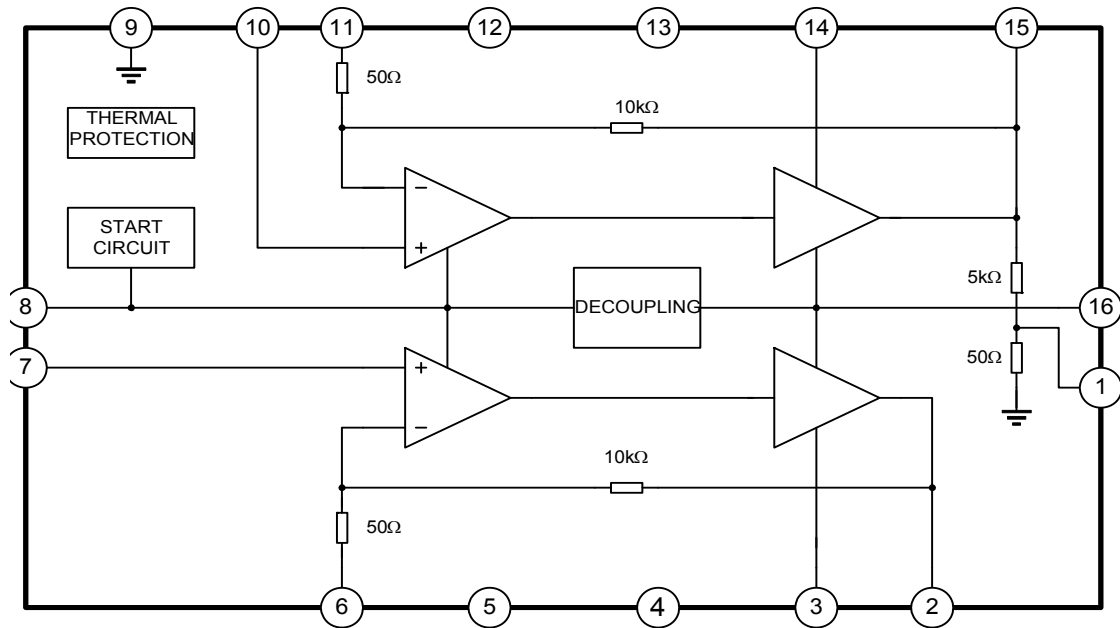 9
10
11
12
13
14
15
50Ω
10kΩ
THERMAL
PROTECTION
−
+
START
CIRCUIT
5kΩ
8
DECOUPLING
16
7
+
50Ω
1
−
10kΩ
50Ω
6
5
4
3
2